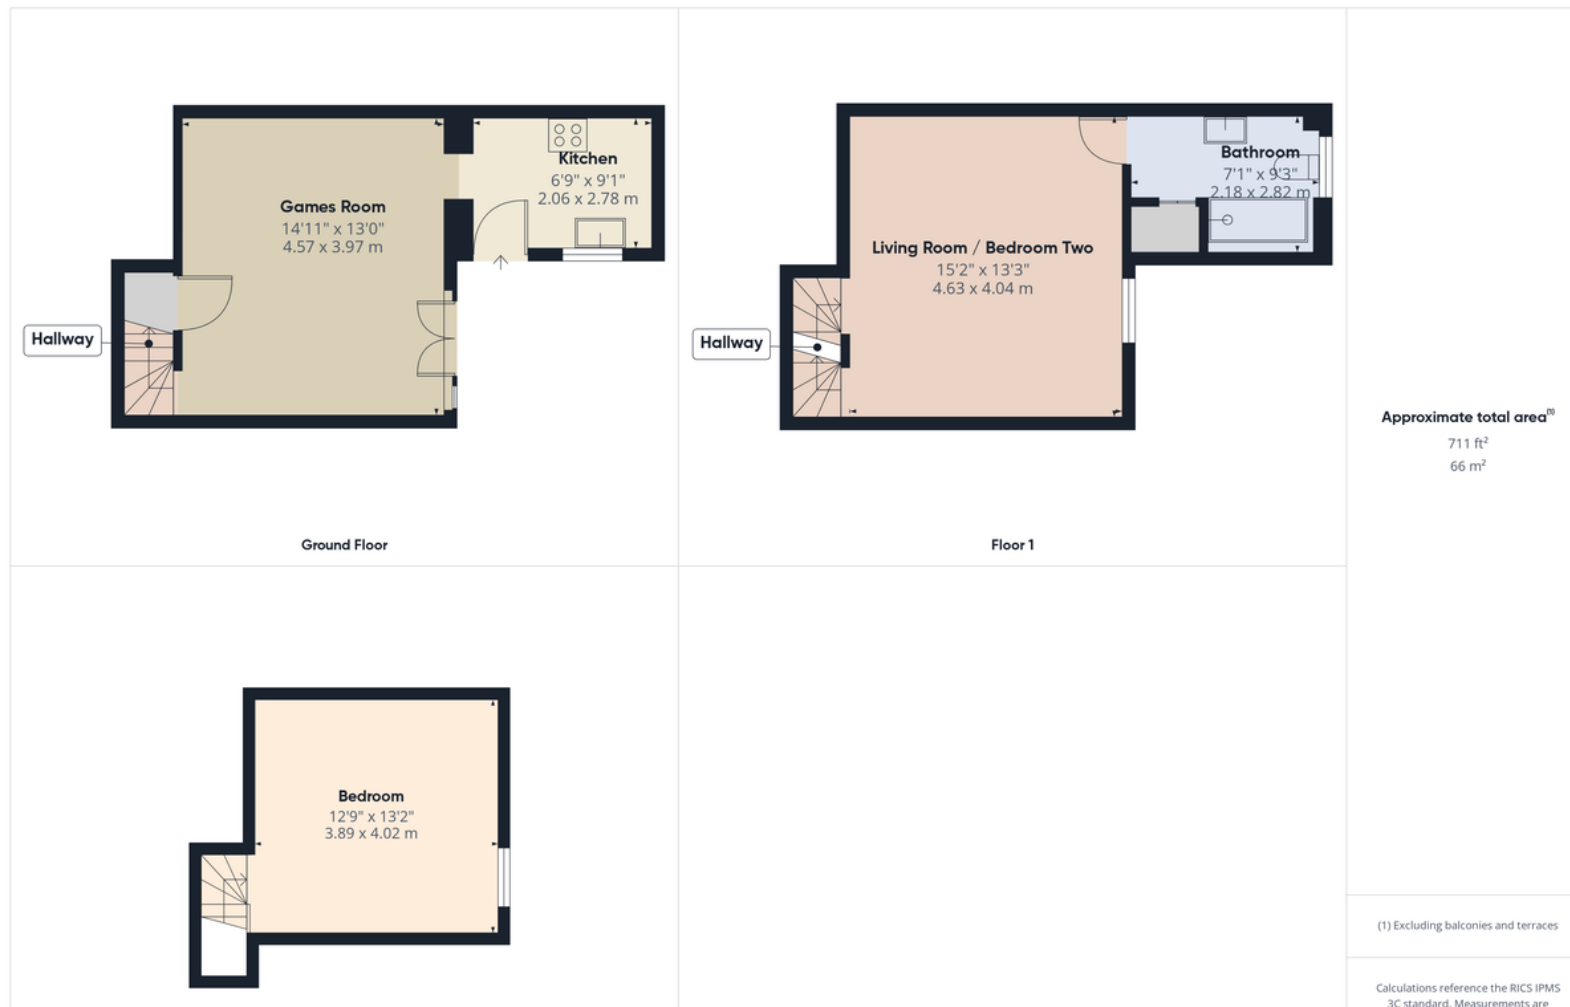 Games Room
14'11" x 13'0"
4.57 x 3.97 m
Kitchen
6'9" x 9'1"
2.06 x 2.78 m
Hallway
Ground Floor
Living Room / Bedroom Two
15'2" x 13'3"
4.63 x 4.04 m
Bathroom
7'1" x 9'3"
2.18 x 2.82 m
Hallway
Floor 1
Bedroom
12'9" x 13'2"
3.89 x 4.02 m
Approximate total area(1)
711 ft²
66 m²
(1) Excluding balconies and terraces
Calculations reference the RICS IPMS
3C standard. Measurements are